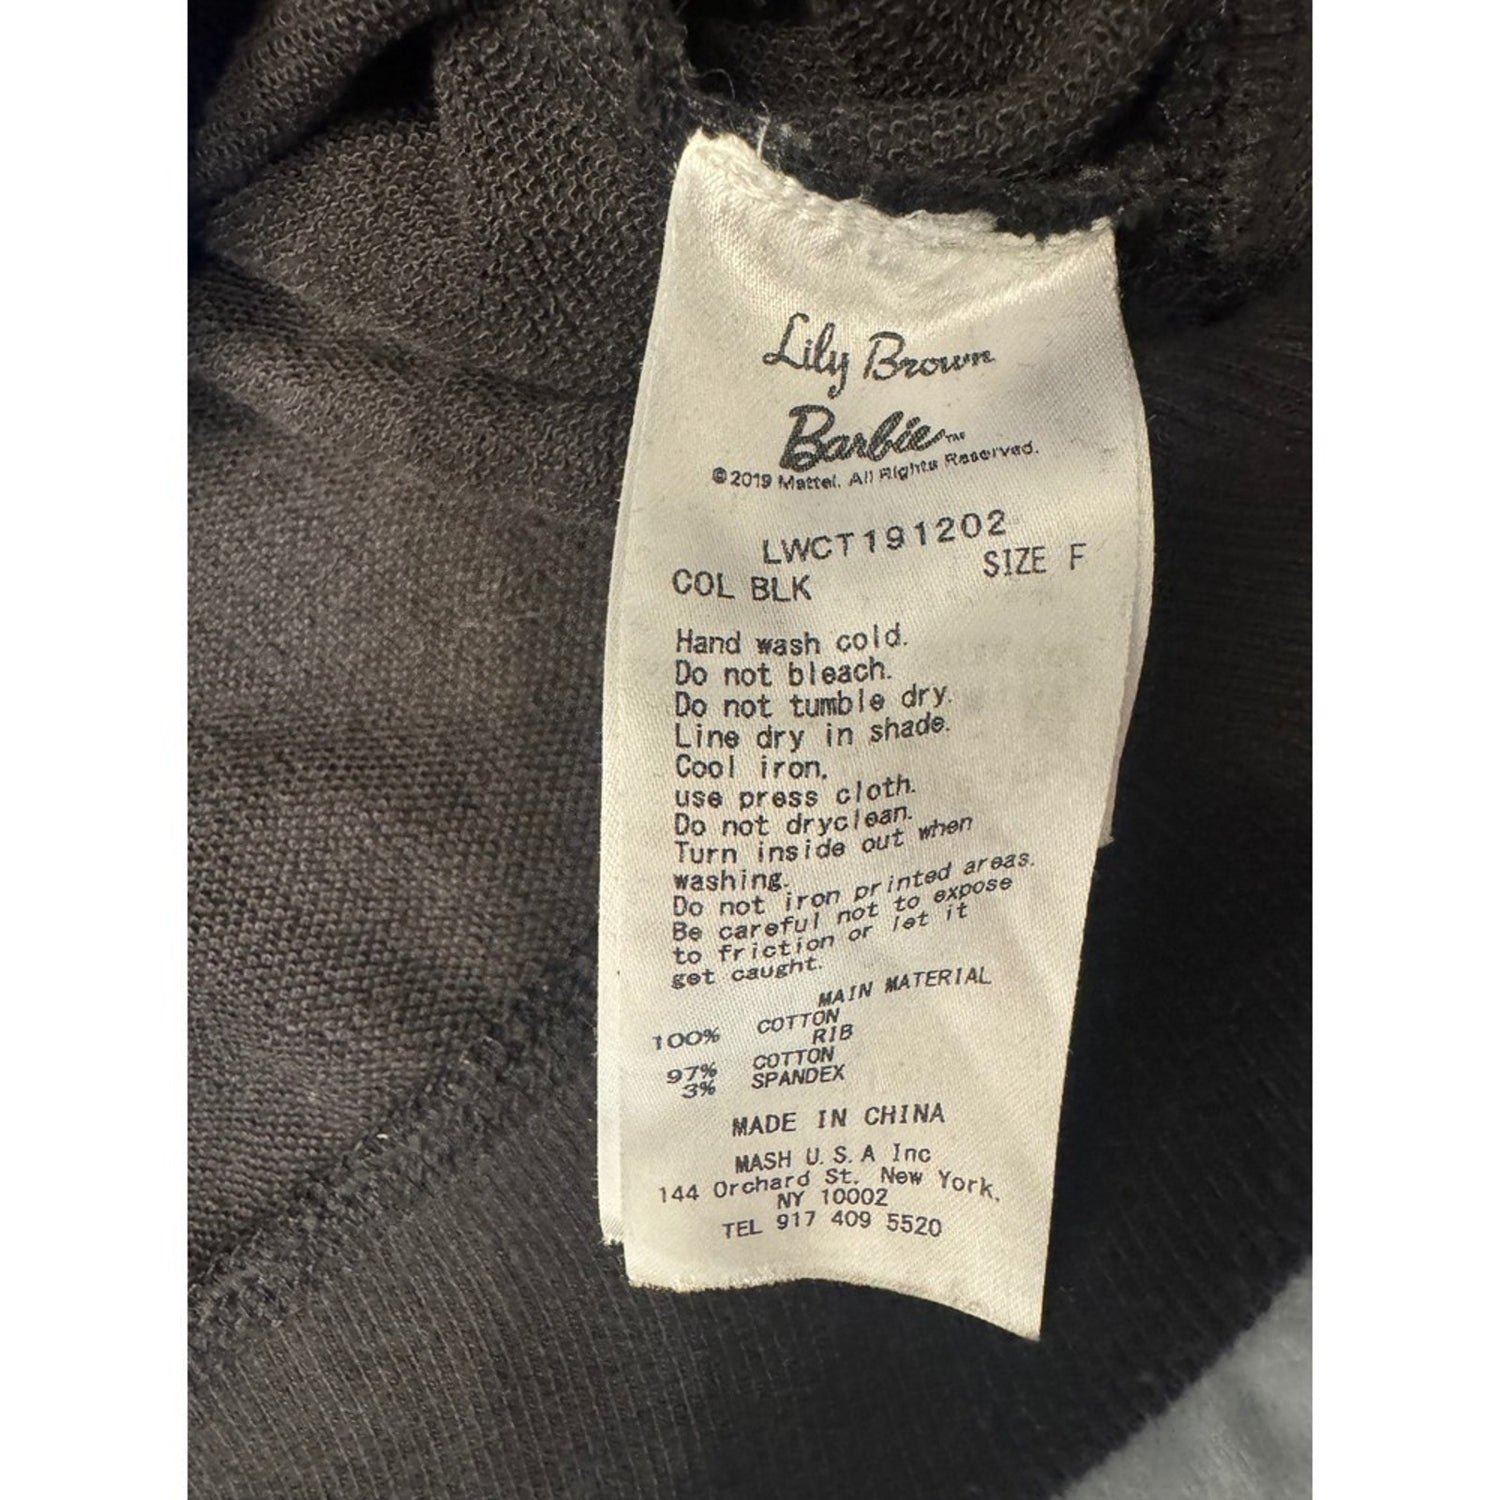 Lily Brown
Barbie™
©2019 Mattel. All Rights Reserved.
LWCT191202
SIZE F
COL BLK
Hand wash cold.
Do not bleach.
Do not tumble dry.
Line dry in shade.
Cool iron.
use press cloth.
Do not dryclean.
Turn inside out when
washing.
Do not iron printed areas.
Be careful not to expose
to friction or let it
get caught.
MAIN MATERIAL
100% COTTON
RIB
97% COTTON
3% SPANDEX
MADE IN CHINA
MASH U.S.A Inc
144 Orchard St. New York,
NY 10002
TEL 917 409 5520